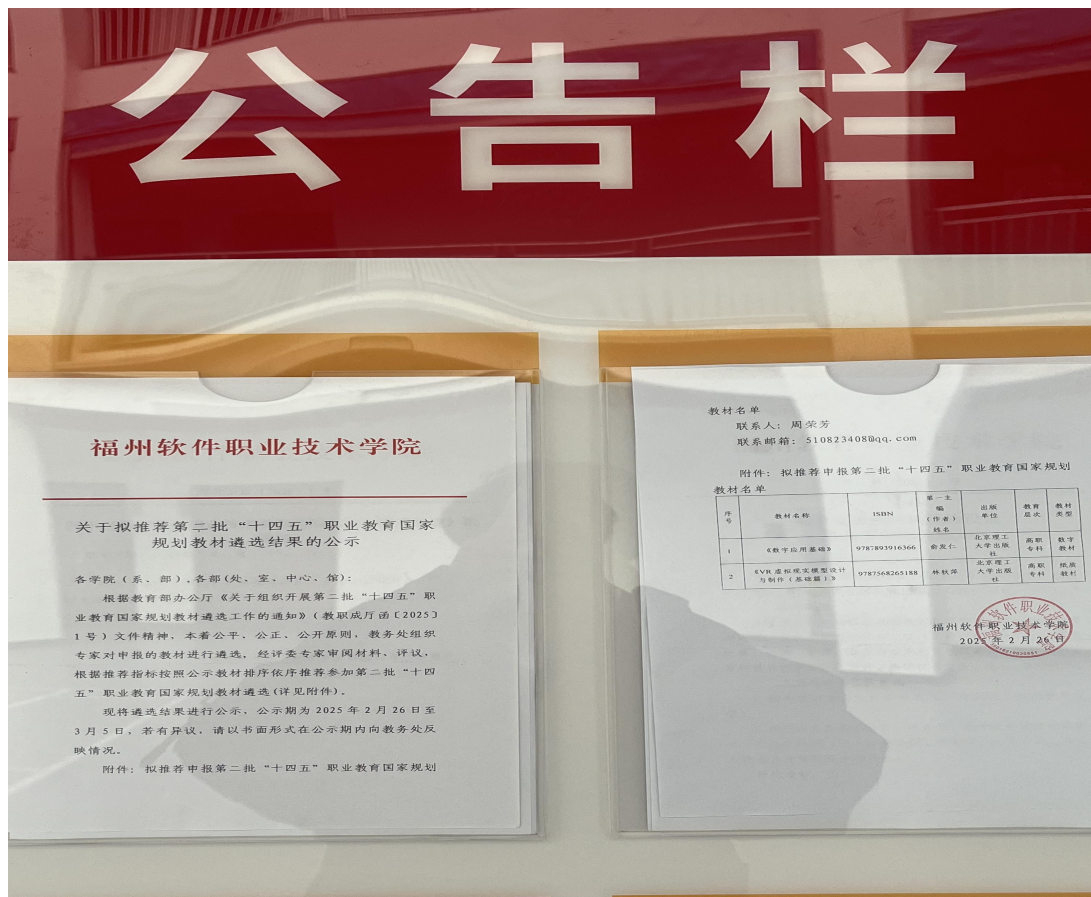 公告栏
福州软件职业技术学院
关于拟推荐第二批“十四五”职业教育国家
规划教材遴选结果的公示
各学院（系、部）,各部(处、室、中心、馆):
根据教育部办公厅《关于组织开展第二批“十四五”职
业教育国家规划教材遴选工作的通知》(教职成厅函〔2025〕
1号）文件精神，本着公平、公正、公开原则，教务处组织
专家对申报的教材进行遴选。经评委专家审阅材料、评议，
根据推荐指标按照公示教材排序依序推荐参加第二批“十四
五”职业教育国家规划教材遴选(详见附件)。
现将遴选结果进行公示，公示期为2025年2月26日至
3月5日，若有异议，请以书面形式在公示期内向教务处反
映情况。
附件：拟推荐申报第二批“十四五”职业教育国家规划
教材名单
联系人：周荣芳
联系邮箱：510823408@qq.com
附件：拟推荐申报第二批“十四五”职业教育国家规划
教材名单
序号 教材名称 ISBN 第一主编（作者）姓名 出版单位 教育层次 教材类型
1 《数字应用基础》 9787893916366 俞发仁 北京理工大学出版社 高职专科 数字教材
2 《VR虚拟现实模型设计与制作（基础篇）》 9787568265188 林秋萍 北京理工大学出版社 高职专科 纸质教材
福州软件职业技术学院
2025年2月26日